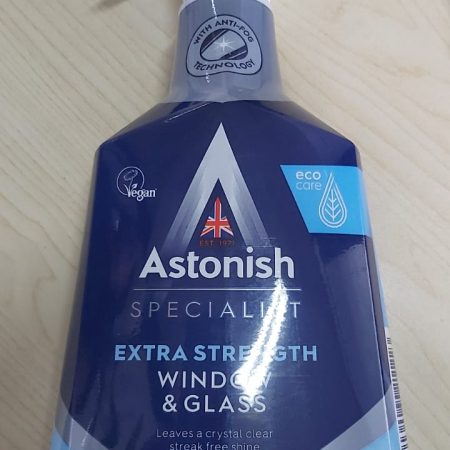 WITH ANTI-FOG
TECHNOLOGY
Vegan
eco
care
EST. 1971
Astonish
SPECIALIST
EXTRA STRENGTH
WINDOW
& GLASS
Leaves a crystal clear
streak free shine